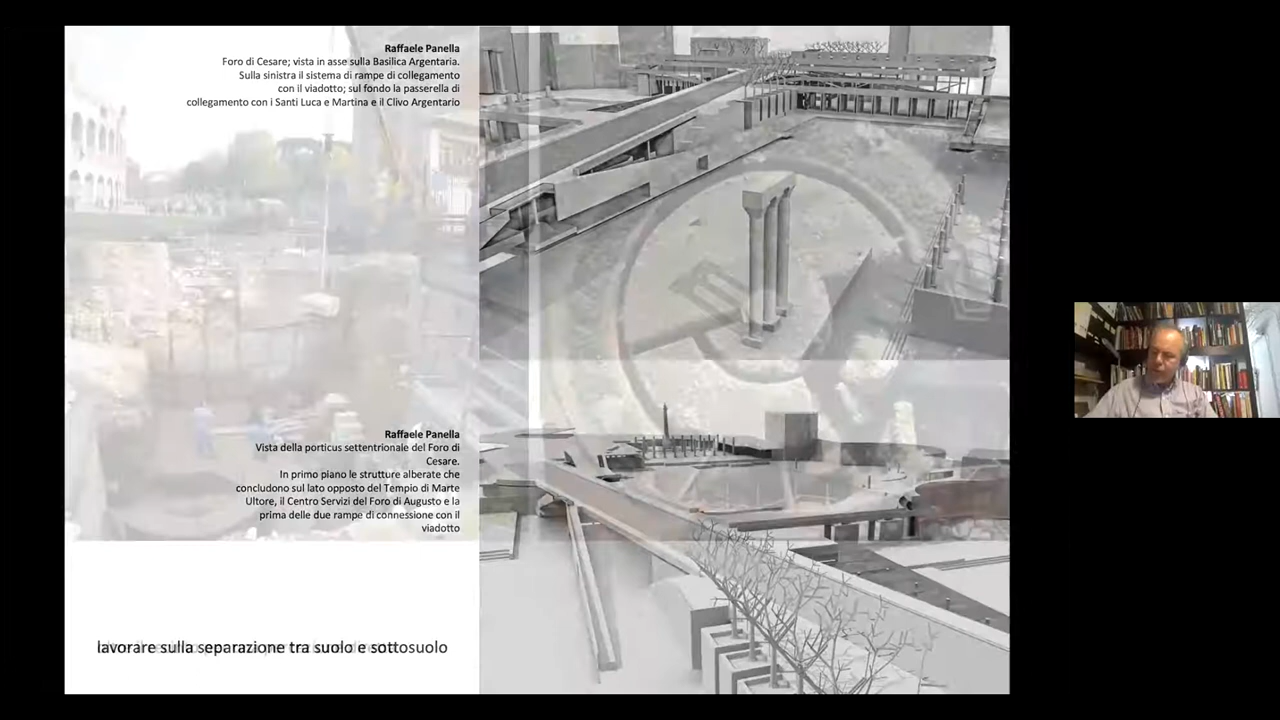 Raffaele Panella
Foro di Cesare; vista in asse sulla Basilica Argentaria.
Sulla sinistra il sistema di rampe di collegamento
con il viadotto; sul fondo la passerella di
collegamento con i Santi Luca e Martina e il Clivo Argentario
Raffaele Panella
Vista della porticus settentrionale del Foro di
Cesare.
In primo piano le strutture alberate che
concludono sul lato opposto del Tempio di Marte
Ultore, il Centro Servizi del Foro di Augusto e la
prima delle due rampe di connessione con il
viadotto
lavorare sulla separazione tra suolo e sottosuolo